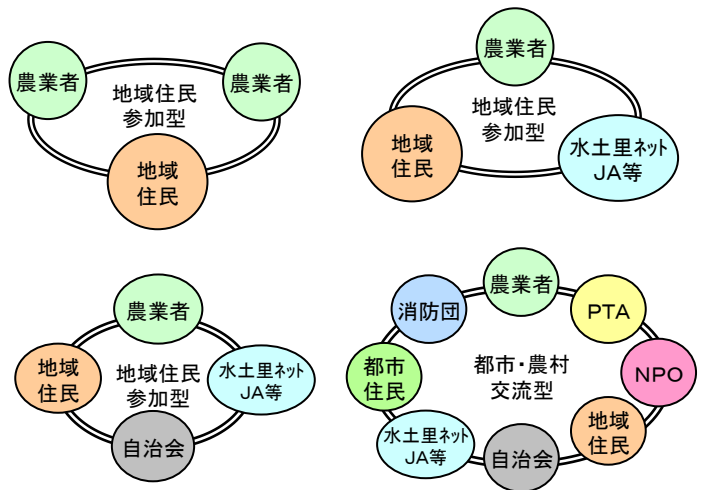 農業者
農業者
地域住民
参加型
地域
住民
農業者
地域住民
参加型
地域
住民
水土里ネット
JA等
農業者
地域
住民
地域住民
参加型
水土里ネット
JA等
自治会
農業者
消防団
PTA
都市
住民
都市・農村
交流型
NPO
水土里ネット
JA等
地域
住民
自治会